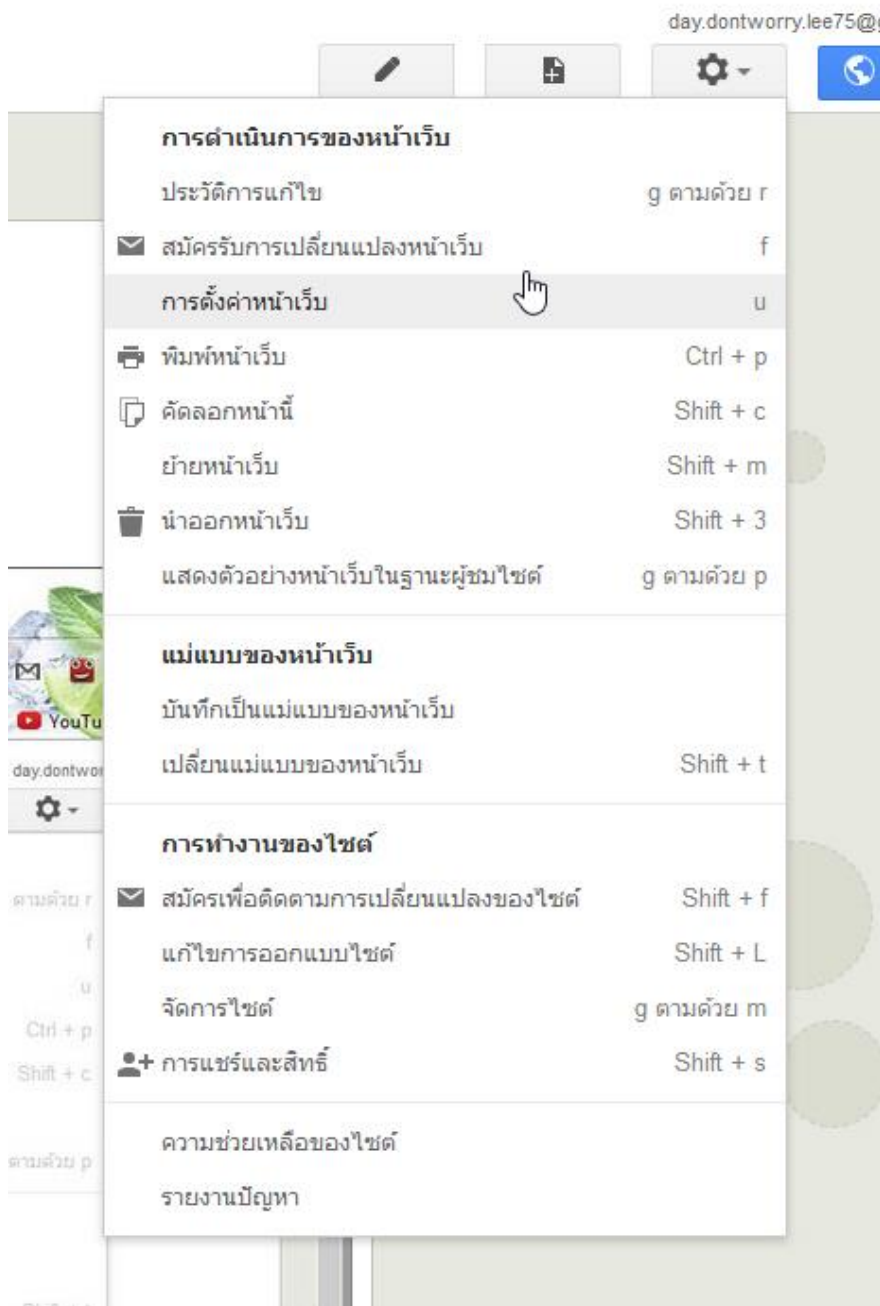 day.dontworry.lee75@g
การดำเนินการของหน้าเว็บ
ประวัติการแก้ไข g ตามด้วย r
สมัครรับการเปลี่ยนแปลงหน้าเว็บ f
การตั้งค่าหน้าเว็บ u
พิมพ์หน้าเว็บ Ctrl + p
คัดลอกหน้านี้ Shift + c
ย้ายหน้าเว็บ Shift + m
นำออกหน้าเว็บ Shift + 3
แสดงตัวอย่างหน้าเว็บในฐานะผู้ชมไซต์ g ตามด้วย p
แม่แบบของหน้าเว็บ
บันทึกเป็นแม่แบบของหน้าเว็บ
เปลี่ยนแม่แบบของหน้าเว็บ Shift + t
การทำงานของไซต์
สมัครเพื่อติดตามการเปลี่ยนแปลงของไซต์ Shift + f
แก้ไขการออกแบบไซต์ Shift + L
จัดการไซต์ g ตามด้วย m
การแชร์และสิทธิ์ Shift + s
ความช่วยเหลือของไซต์
รายงานปัญหา
YouTu
day.dontwor
ตามด้วย r
f
u
Ctrl + p
Shift + c
ตามด้วย p